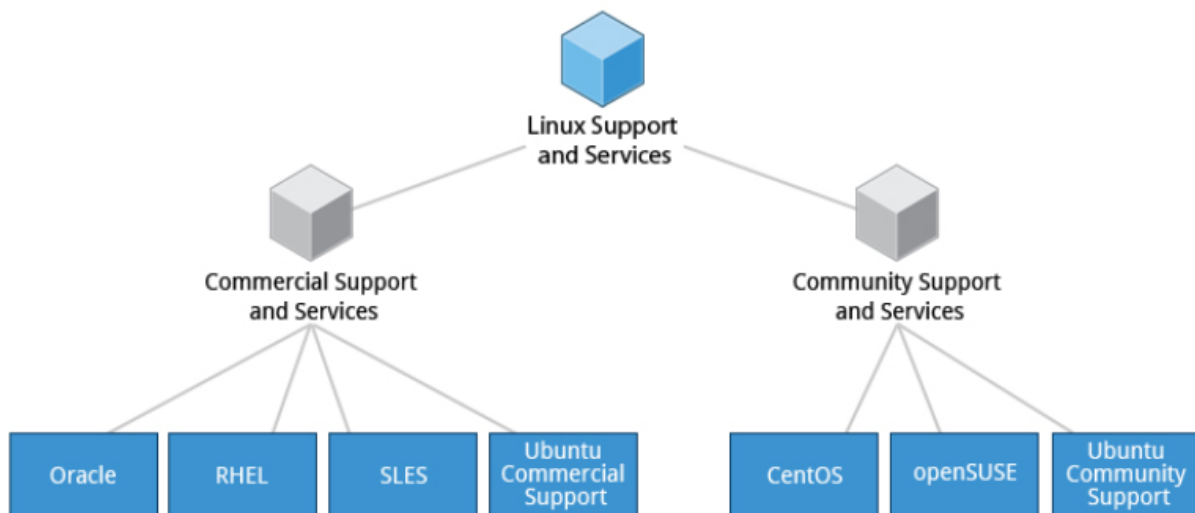 Linux Support
and Services
Commercial Support
and Services
Community Support
and Services
Oracle
RHEL
SLES
Ubuntu
Commercial
Support
CentOS
openSUSE
Ubuntu
Community
Support